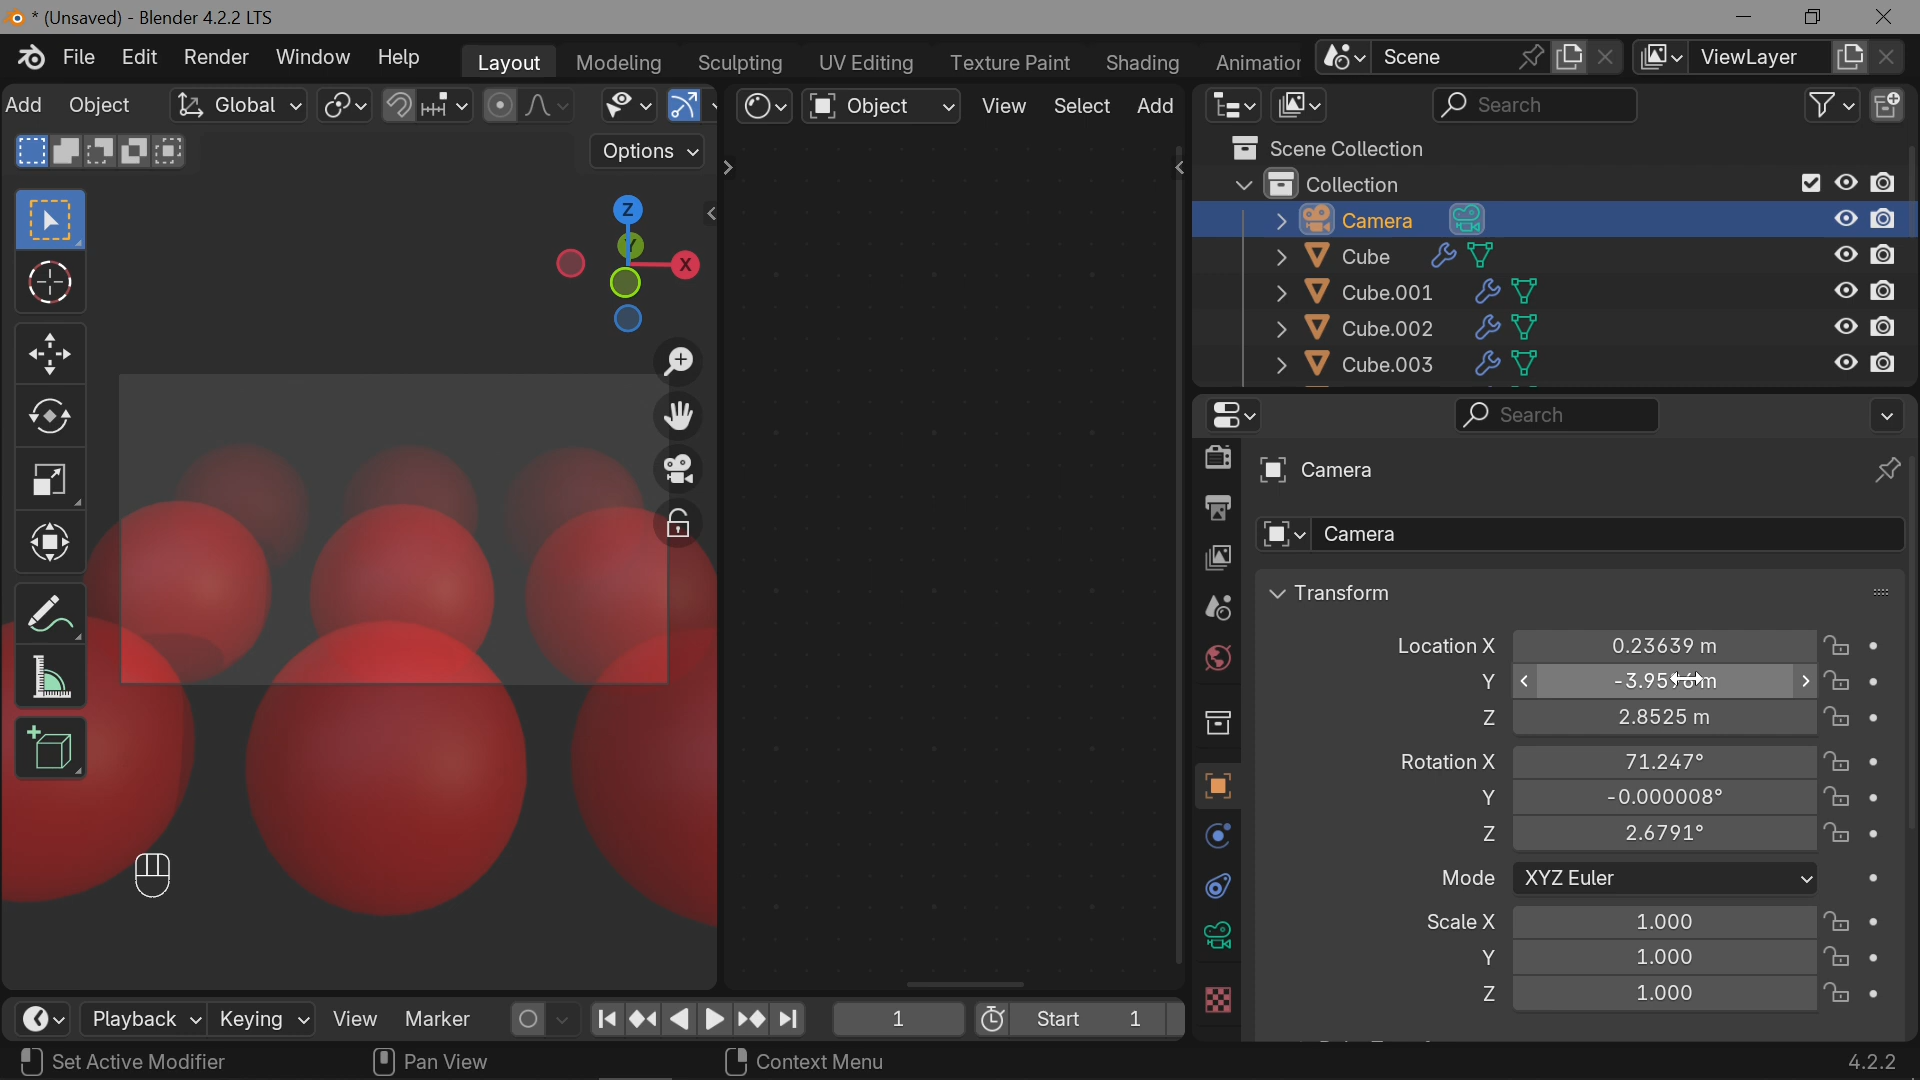 * (Unsaved) - Blender 4.2.2 LTS
File Edit Render Window Help
Layout Modeling Sculpting UV Editing Texture Paint Shading Animation
Scene ViewLayer
Add Object Global
Object View Select Add
Search
Options
Z
Y
X
Scene Collection
Collection
Camera
Cube
Cube.001
Cube.002
Cube.003
Search
Camera
Camera
Transform
Location X 0.23639 m
Y
Z 2.8525 m
Rotation X 71.247°
Y -0.000008°
Z 2.6791°
Mode XYZ Euler
Scale X 1.000
Y 1.000
Z 1.000
Playback Keying View Marker 1 Start 1
Set Active Modifier Pan View Context Menu 4.2.2